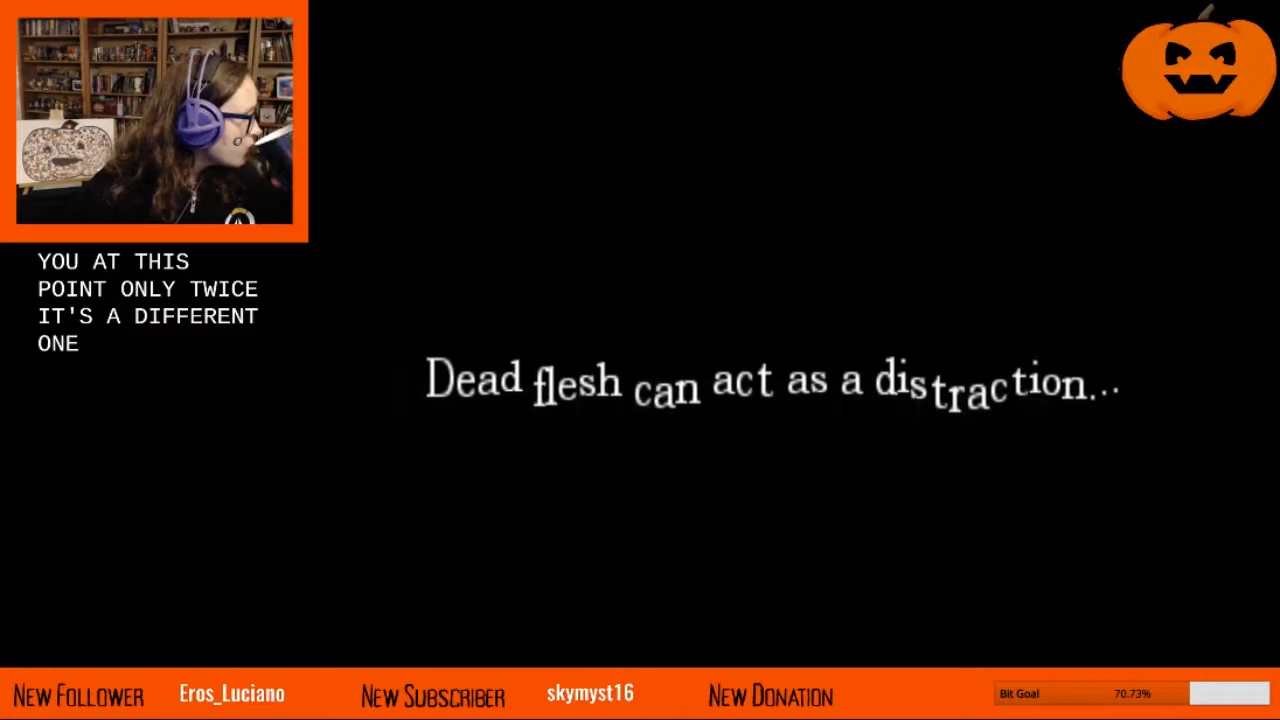 YOU AT THIS
POINT ONLY TWICE
IT'S A DIFFERENT
ONE
Dead flesh can act as a distraction...
NEW FOLLOWER Eros_Luciano NEW SUBSCRIBER skymyst16 NEW DONATION Bit Goal 70.73%